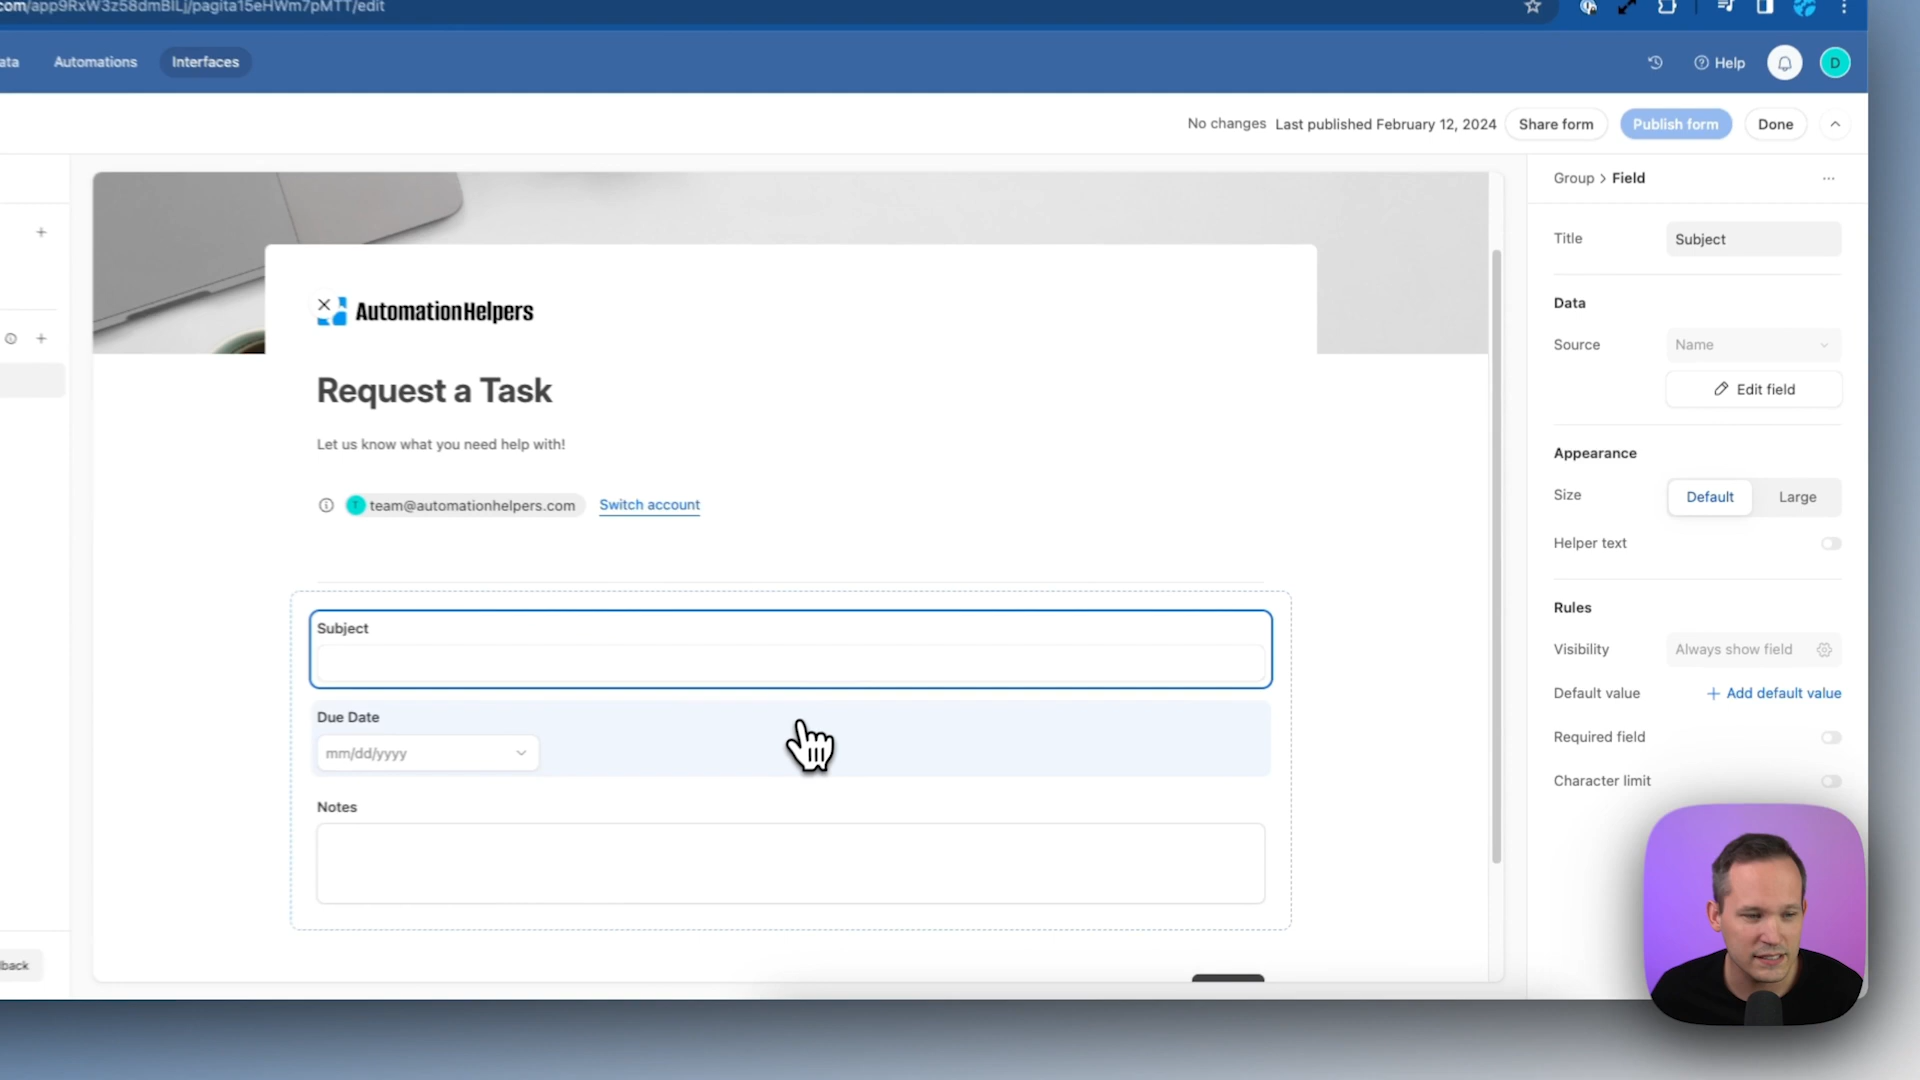 com/app9RxW3z58dmBlLj/pagita15eHWm7pMTT/edit
ata Automations Interfaces Help D
No changes Last published February 12, 2024 Share form Publish form Done
Group > Field
Title Subject
Data
Source Name
Edit field
Appearance
Size Default Large
Helper text
Rules
Visibility Always show field
Default value + Add default value
Required field
Character limit
AutomationHelpers
Request a Task
Let us know what you need help with!
team@automationhelpers.com Switch account
Subject
Due Date
mm/dd/yyyy
Notes
lback